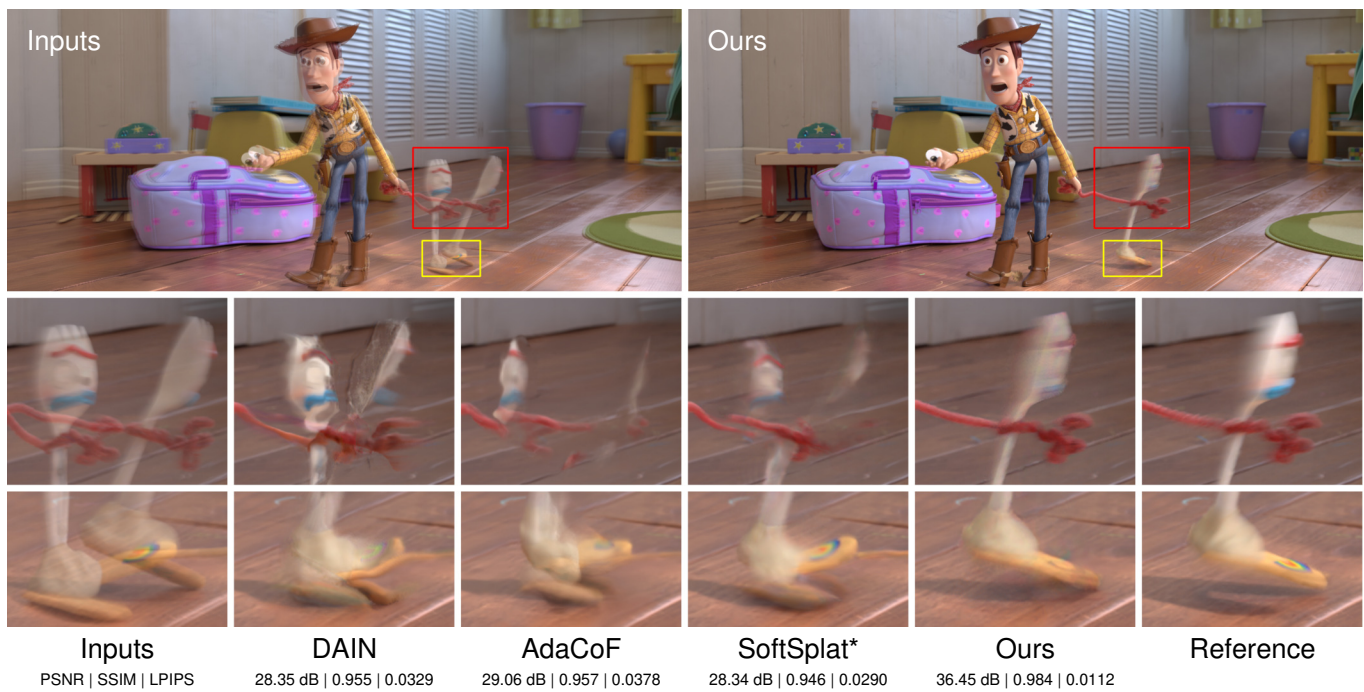 Inputs
Ours
Inputs DAIN AdaCoF SoftSplat* Ours Reference
PSNR | SSIM | LPIPS 28.35 dB | 0.955 | 0.0329 29.06 dB | 0.957 | 0.0378 28.34 dB | 0.946 | 0.0290 36.45 dB | 0.984 | 0.0112